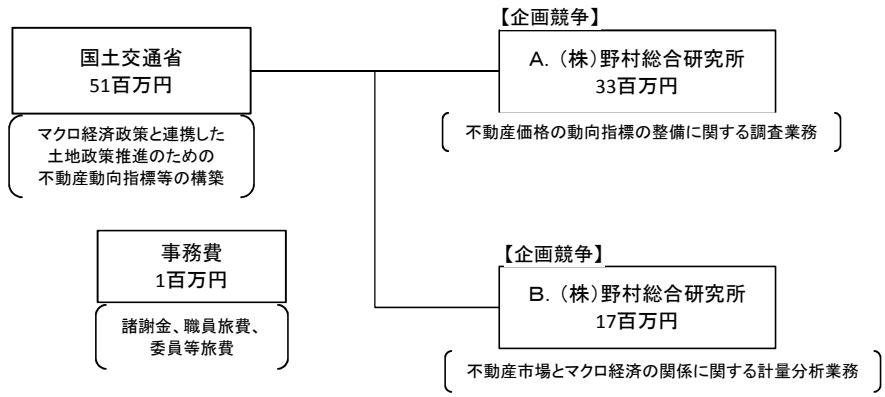 国土交通省
51百万円
マクロ経済政策と連携した
土地政策推進のための
不動産動向指標等の構築
事務費
1百万円
諸謝金、職員旅費、
委員等旅費
【企画競争】
A．（株）野村総合研究所
33百万円
不動産価格の動向指標の整備に関する調査業務
【企画競争】
B．（株）野村総合研究所
17百万円
不動産市場とマクロ経済の関係に関する計量分析業務